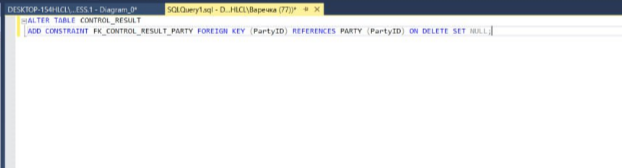 DESKTOP-154HLCL\...ESS.1 - Diagram_0*
SQLQuery1.sql - D...HLCL\Варечка (77))*
ALTER TABLE CONTROL_RESULT
ADD CONSTRAINT FK_CONTROL_RESULT_PARTY FOREIGN KEY (PartyID) REFERENCES PARTY (PartyID) ON DELETE SET NULL;